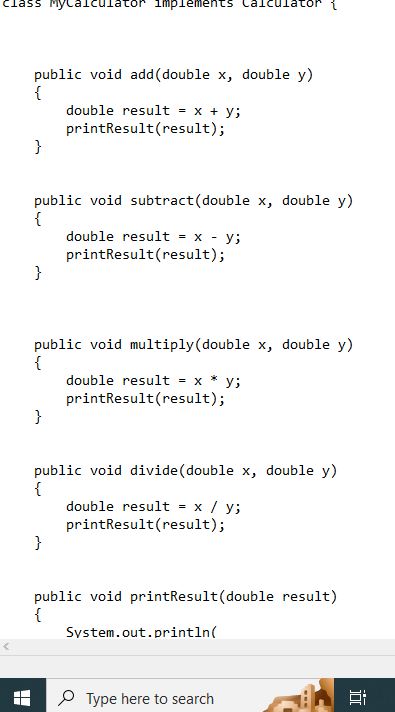 class MyCalculator implements Calculator {
public void add(double x, double y)
{
double result = x + y;
printResult(result);
}
public void subtract(double x, double y)
{
double result = x - y;
printResult(result);
}
public void multiply(double x, double y)
{
double result = x * y;
printResult(result);
}
public void divide(double x, double y)
{
double result = x / y;
printResult(result);
}
public void printResult(double result)
{
System.out.println(
Type here to search